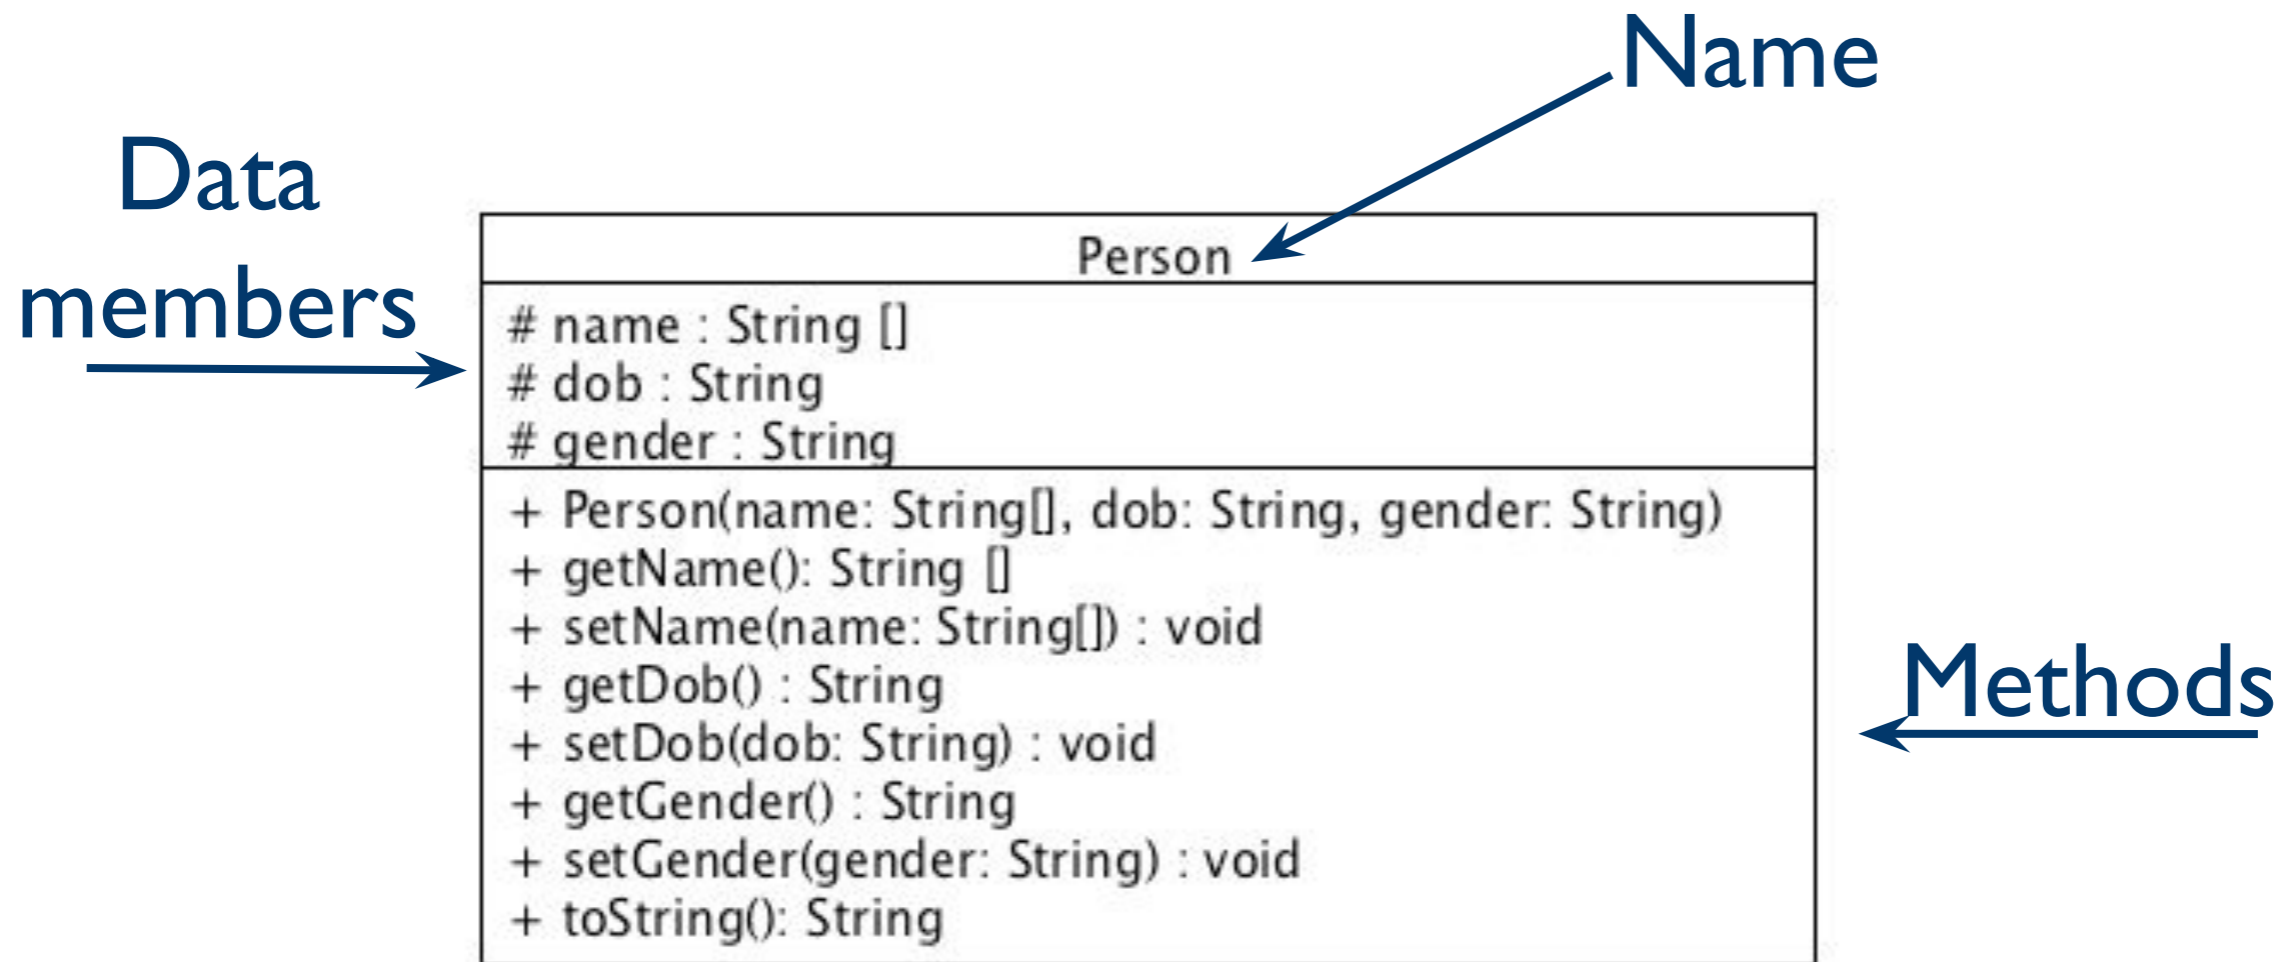 Name
Data
members
Person
# name : String []
# dob : String
# gender : String
+ Person(name: String[], dob: String, gender: String)
+ getName(): String []
+ setName(name: String[]) : void
+ getDob() : String
+ setDob(dob: String) : void
+ getGender() : String
+ setGender(gender: String) : void
+ toString(): String
Methods